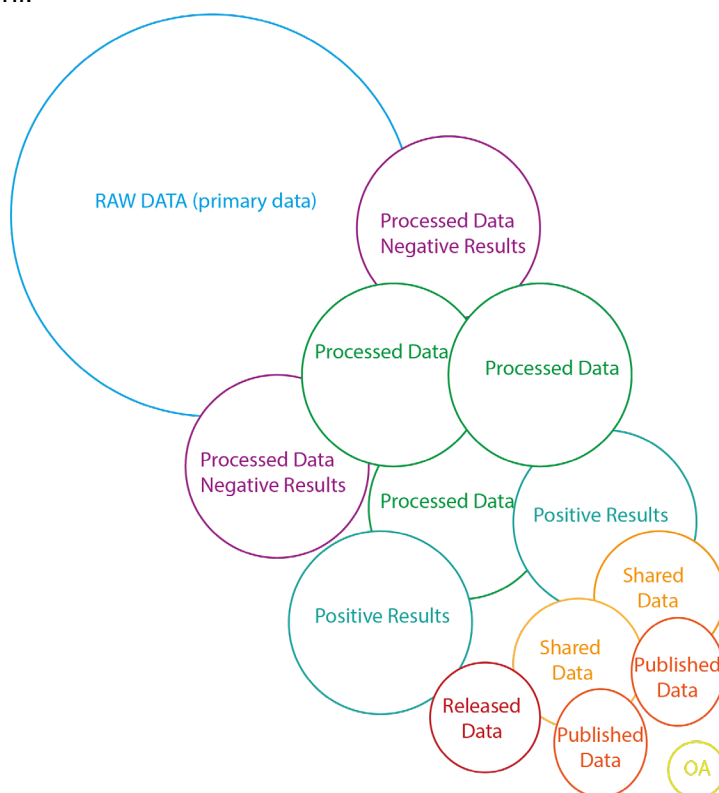 RAW DATA (primary data)
Processed Data
Negative Results
Processed Data
Processed Data
Processed Data
Negative Results
Processed Data
Positive Results
Shared
Data
Positive Results
Shared
Data
Published
Data
Released
Data
Published
Data
OA